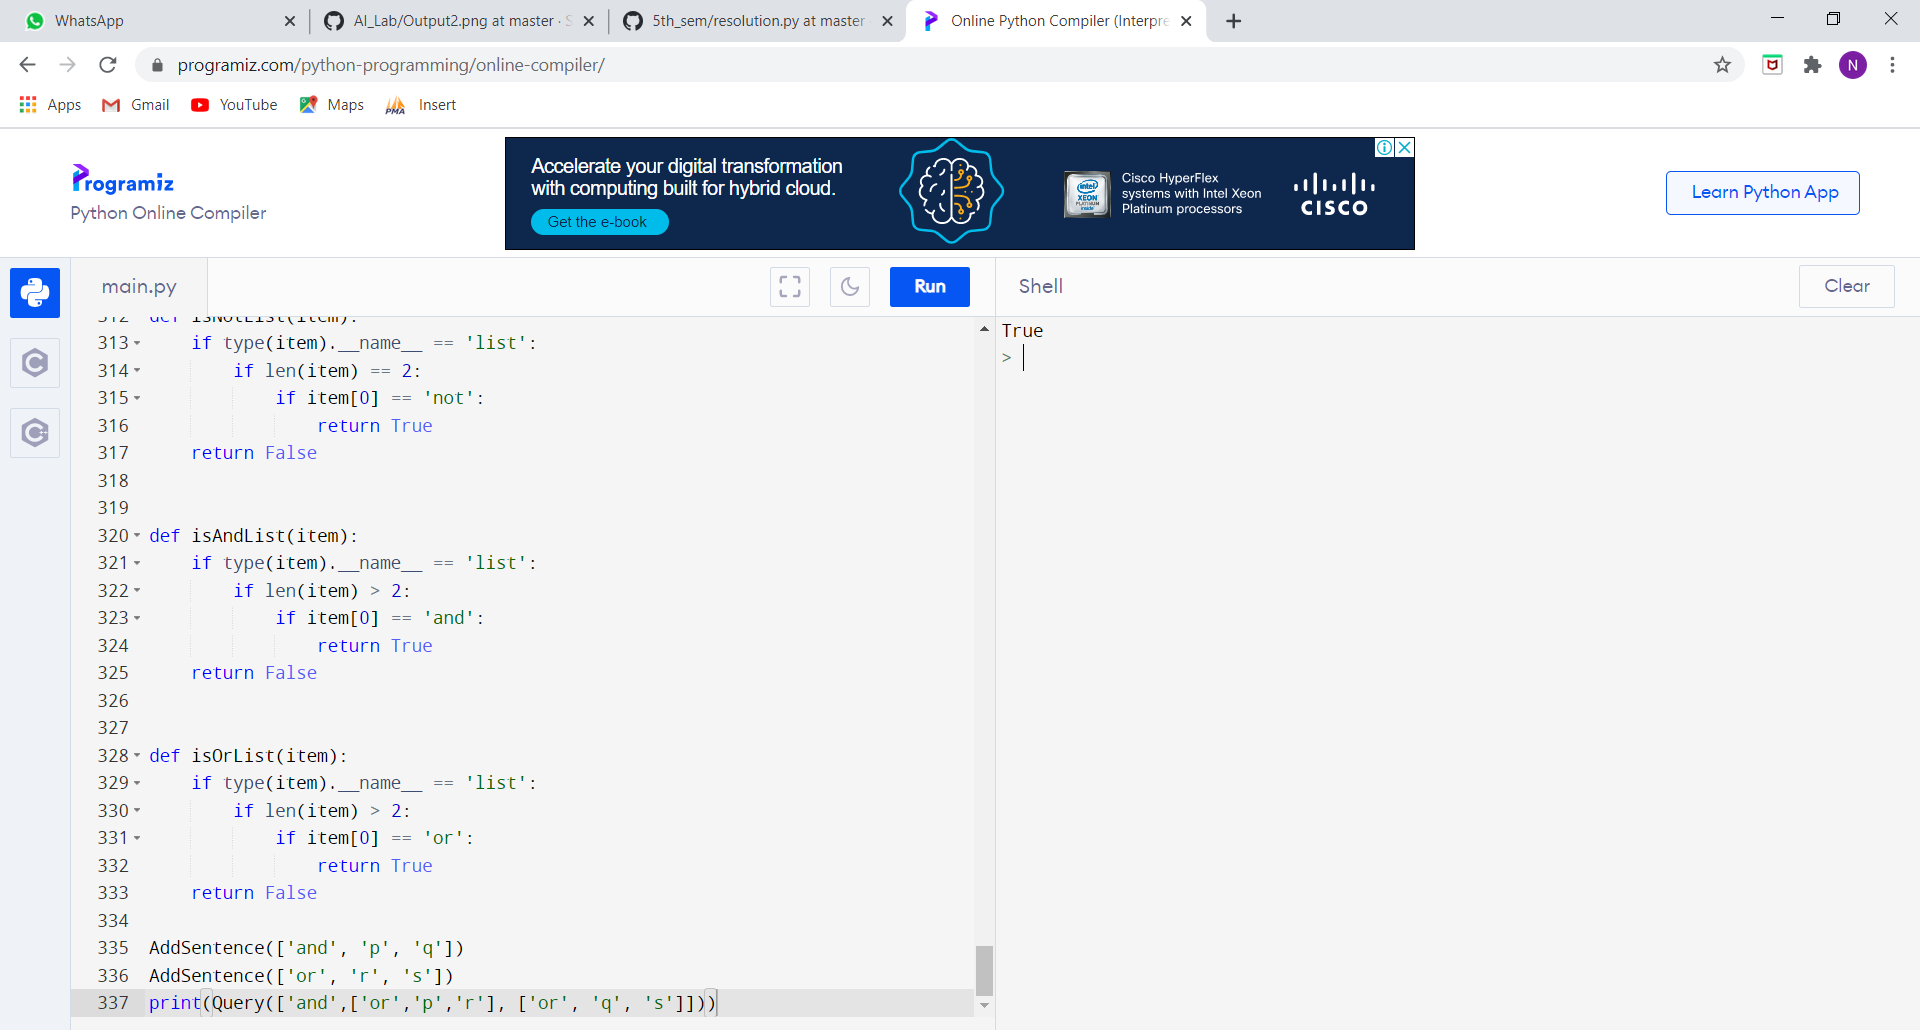 WhatsApp
AI_Lab/Output2.png at master · S
5th_sem/resolution.py at master
Online Python Compiler (Interpre
programiz.com/python-programming/online-compiler/
N
Apps
Gmail
YouTube
Maps
PMA
Insert
Programiz
Python Online Compiler
Accelerate your digital transformation
with computing built for hybrid cloud.
Get the e-book
intel
XEON
PLATINUM
inside
Cisco HyperFlex
systems with Intel Xeon
Platinum processors
CISCO
Learn Python App
main.py
Run
Shell
Clear
312 def isNotList(item):
313 if type(item).__name__ == 'list':
314 if len(item) == 2:
315 if item[0] == 'not':
316 return True
317 return False
318
319
320 def isAndList(item):
321 if type(item).__name__ == 'list':
322 if len(item) > 2:
323 if item[0] == 'and':
324 return True
325 return False
326
327
328 def isOrList(item):
329 if type(item).__name__ == 'list':
330 if len(item) > 2:
331 if item[0] == 'or':
332 return True
333 return False
334
335 AddSentence(['and', 'p', 'q'])
336 AddSentence(['or', 'r', 's'])
337 print(Query(['and',['or','p','r'], ['or', 'q', 's']]))
True
>